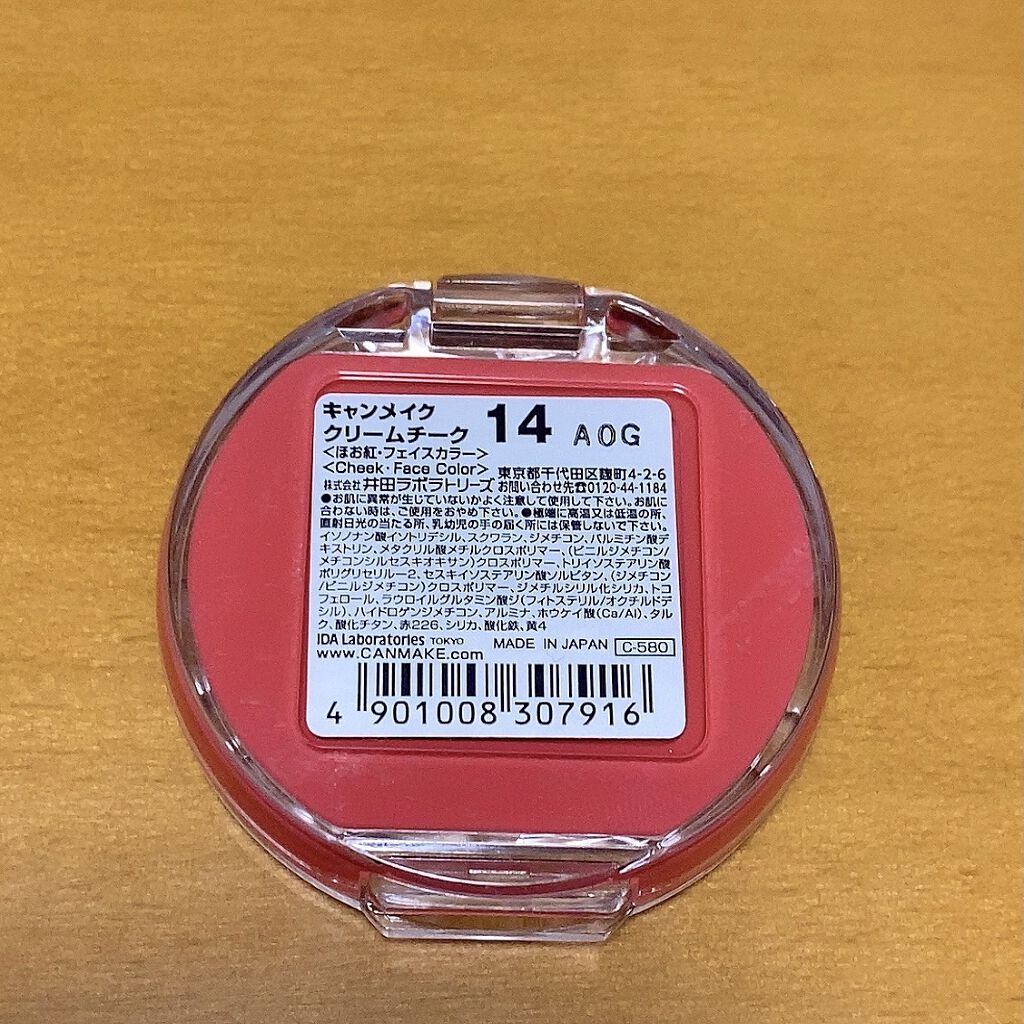 キャンメイク
クリームチーク 14 AOG
<ほお紅・フェイスカラー>
<Cheek・Face Color> 東京都千代田区麹町4-2-6
株式会社 井田ラボラトリーズ お問い合わせ先☎0120-44-1184
●お肌に異常が生じていないかよく注意して使用して下さい。お肌に
合わない時は、ご使用をおやめ下さい。●極端に高温又は低温の所、
直射日光の当たる所、乳幼児の手の届く所には保管しないで下さい。
イソノナン酸イソトリデシル、スクワラン、ジメチコン、パルミチン酸デ
キストリン、メタクリル酸メチルクロスポリマー、(ビニルジメチコン/
メチコンシルセスキオキサン)クロスポリマー、トリイソステアリン酸
ポリグリセリルー2、セスキイソステアリン酸ソルビタン、(ジメチコン
/ビニルジメチコン)クロスポリマー、ジメチルシリル化シリカ、トコ
フェロール、ラウロイルグルタミン酸ジ(フィトステリル/オクチルドデ
シル)、ハイドロゲンジメチコン、アルミナ、ホウケイ酸(Ca/Al)、タル
ク、酸化チタン、赤226、シリカ、酸化鉄、黄4
IDA Laboratories TOKYO MADE IN JAPAN C-580
www.CANMAKE.com
4 901008 307916